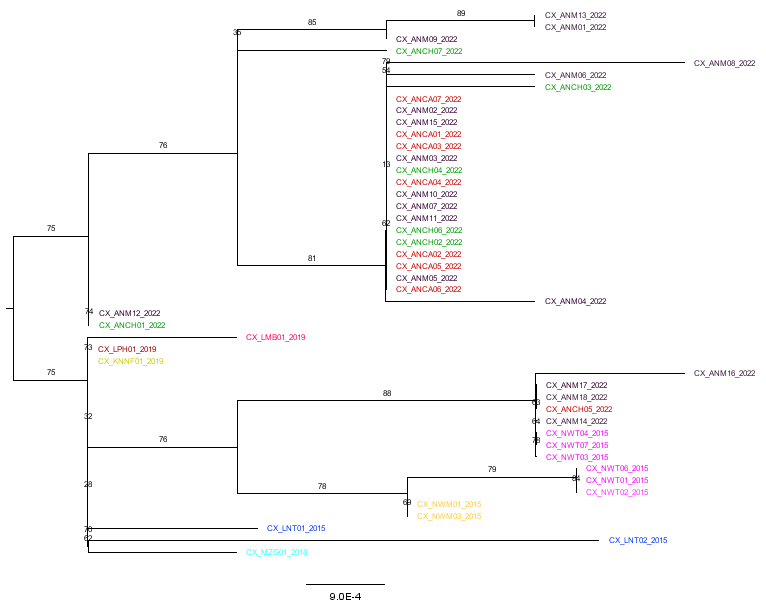 89
CX_ANM13_2022
CX_ANM01_2022
85
35
CX_ANM09_2022
CX_ANCH07_2022
79
CX_ANM08_2022
54
CX_ANM06_2022
CX_ANCH03_2022
CX_ANCA07_2022
CX_ANM02_2022
CX_ANM15_2022
CX_ANCA01_2022
76
CX_ANCA03_2022
CX_ANM03_2022
13
CX_ANCH04_2022
CX_ANCA04_2022
CX_ANM10_2022
CX_ANM07_2022
CX_ANM11_2022
62
75
CX_ANCH06_2022
CX_ANCH02_2022
CX_ANCA02_2022
81
CX_ANCA05_2022
CX_ANM05_2022
CX_ANCA06_2022
CX_ANM04_2022
74
CX_ANM12_2022
CX_ANCH01_2022
CX_LMB01_2019
73
CX_LPH01_2019
CX_KNNF01_2019
75
CX_ANM16_2022
CX_ANM17_2022
88
CX_ANM18_2022
63
CX_ANCH05_2022
32
64
CX_ANM14_2022
CX_NWT04_2015
76
78
CX_NWT07_2015
CX_NWT03_2015
79
CX_NWT06_2015
84
CX_NWT01_2015
28
78
CX_NWT02_2015
69
CX_NWM01_2015
CX_NWM03_2015
70
CX_LNT01_2015
62
CX_LNT02_2015
CX_MZG01_2018
9.0E-4